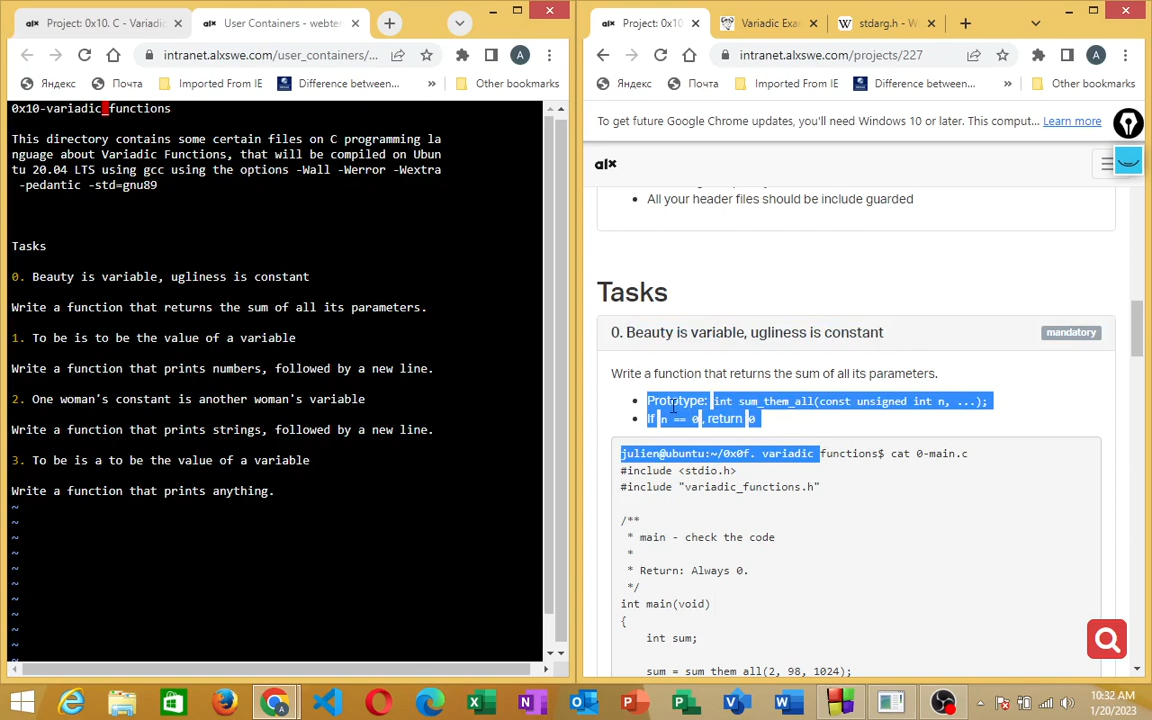 Project: 0x10. C - Variadic
User Containers - webterm
intranet.alxswe.com/user_containers/...
A
Яндекс
Почта
Imported From IE
Difference between...
»
Other bookmarks
0x10-variadic_functions
This directory contains some certain files on C programming la
nguage about Variadic Functions, that will be compiled on Ubun
tu 20.04 LTS using gcc using the options -Wall -Werror -Wextra
-pedantic -std=gnu89
Tasks
0. Beauty is variable, ugliness is constant
Write a function that returns the sum of all its parameters.
1. To be is to be the value of a variable
Write a function that prints numbers, followed by a new line.
2. One woman's constant is another woman's variable
Write a function that prints strings, followed by a new line.
3. To be is a to be the value of a variable
Write a function that prints anything.
~
~
~
~
~
~
~
~
~
~
~
Project: 0x10
Variadic Exa
stdarg.h - W
intranet.alxswe.com/projects/227
A
Яндекс
Почта
Imported From IE
Difference between...
»
Other bookmarks
To get future Google Chrome updates, you'll need Windows 10 or later. This comput... Learn more
alx
All your header files should be include guarded
Tasks
0. Beauty is variable, ugliness is constant
mandatory
Write a function that returns the sum of all its parameters.
Prototype: int sum_them_all(const unsigned int n, ...);
If n == 0, return 0
julien@ubuntu:~/0x0f. variadic functions$ cat 0-main.c
#include <stdio.h>
#include "variadic_functions.h"
/**
* main - check the code
*
* Return: Always 0.
*/
int main(void)
{
int sum;
sum = sum_them_all(2, 98, 1024);
10:32 AM
1/20/2023